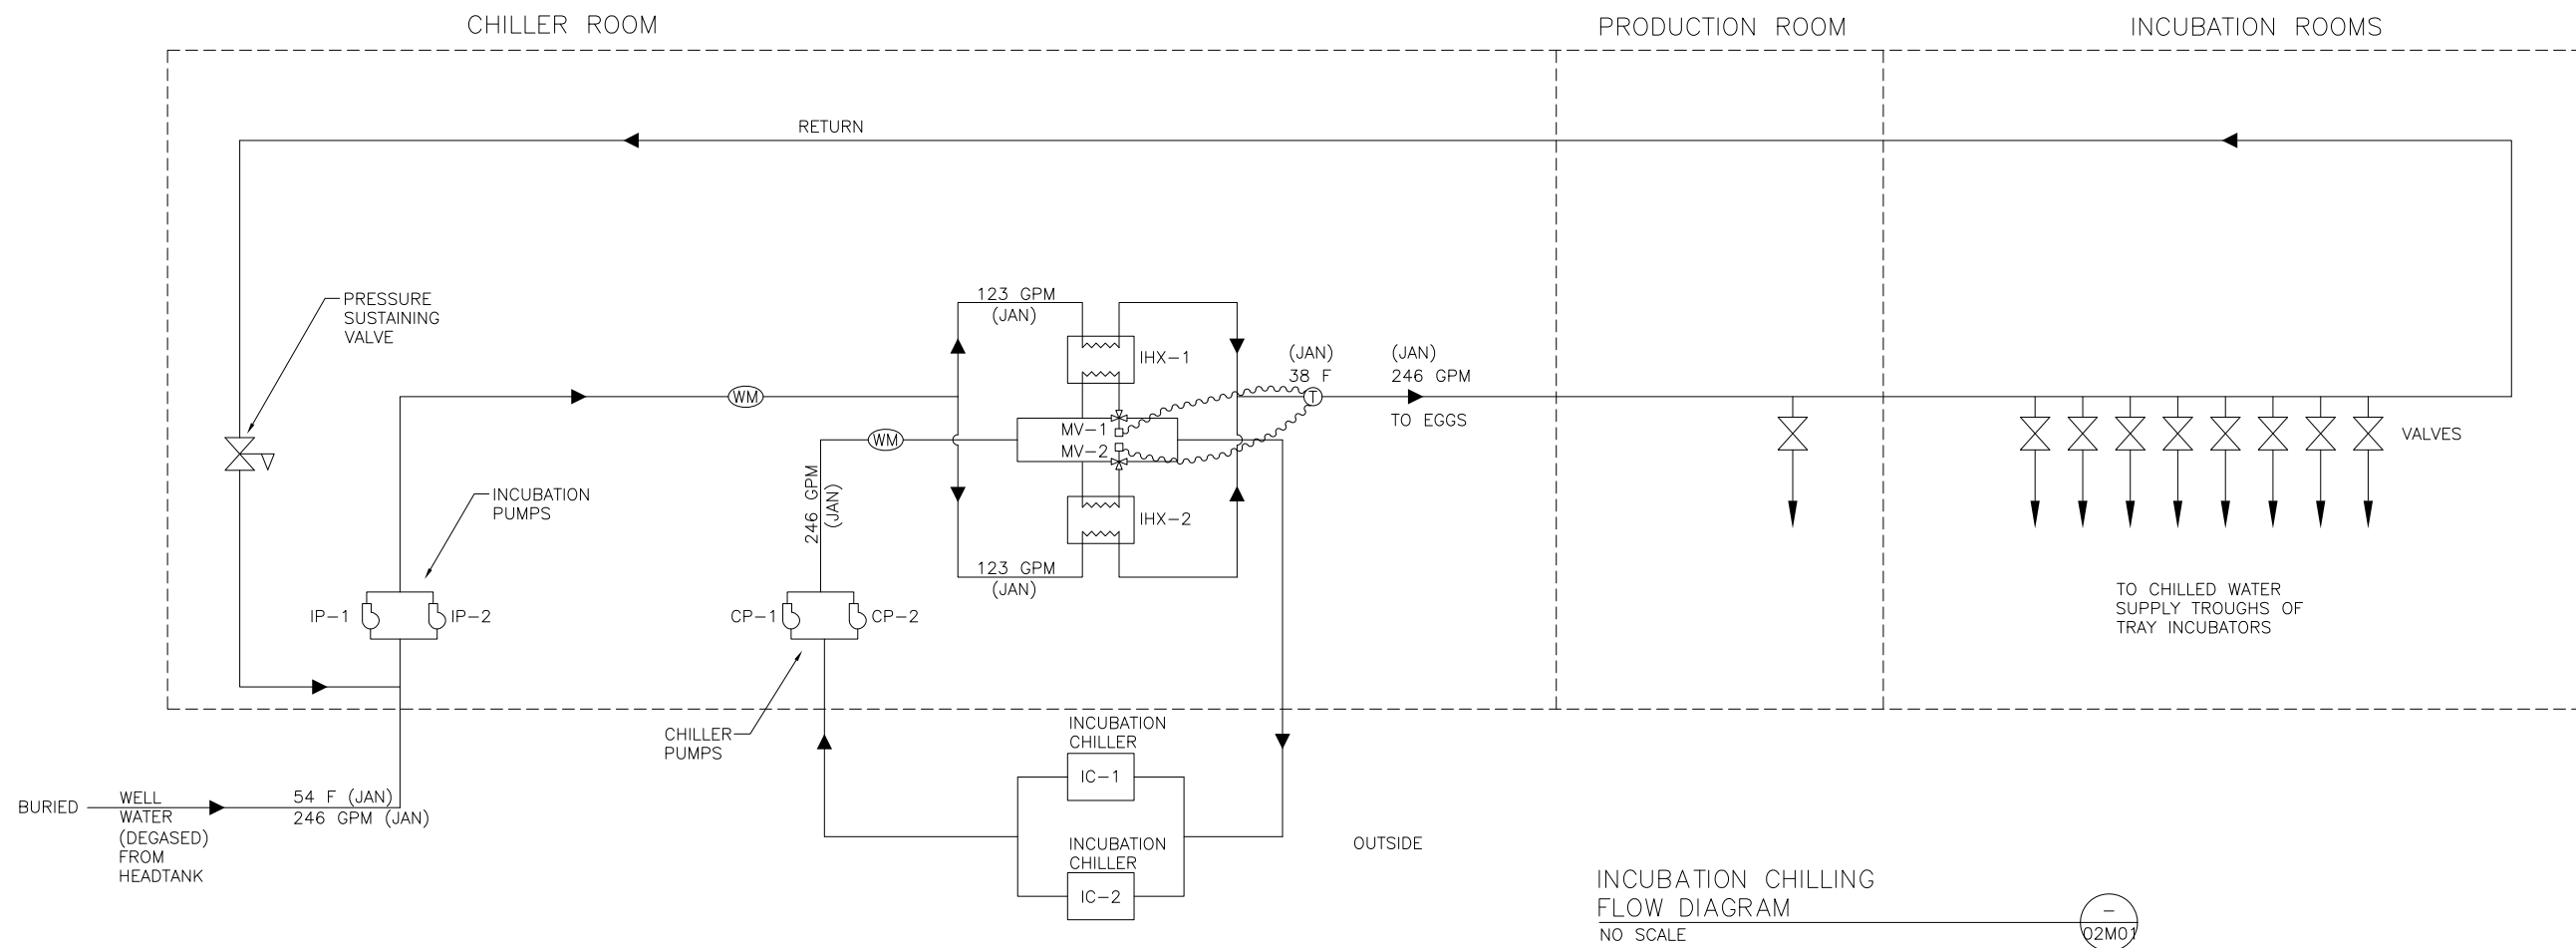 CHILLER ROOM
PRODUCTION ROOM
INCUBATION ROOMS
RETURN
PRESSURE
SUSTAINING
VALVE
INCUBATION
PUMPS
IP-1
IP-2
WM
WM
246 GPM
(JAN)
CP-1
CP-2
CHILLER
PUMPS
123 GPM
(JAN)
IHX-1
MV-1
MV-2
IHX-2
123 GPM
(JAN)
(JAN)
38 F
T
(JAN)
246 GPM
TO EGGS
VALVES
TO CHILLED WATER
SUPPLY TROUGHS OF
TRAY INCUBATORS
BURIED
WELL
WATER
(DEGASED)
FROM
HEADTANK
54 F (JAN)
246 GPM (JAN)
INCUBATION
CHILLER
IC-1
INCUBATION
CHILLER
IC-2
OUTSIDE
INCUBATION CHILLING
FLOW DIAGRAM
NO SCALE
-
02M01